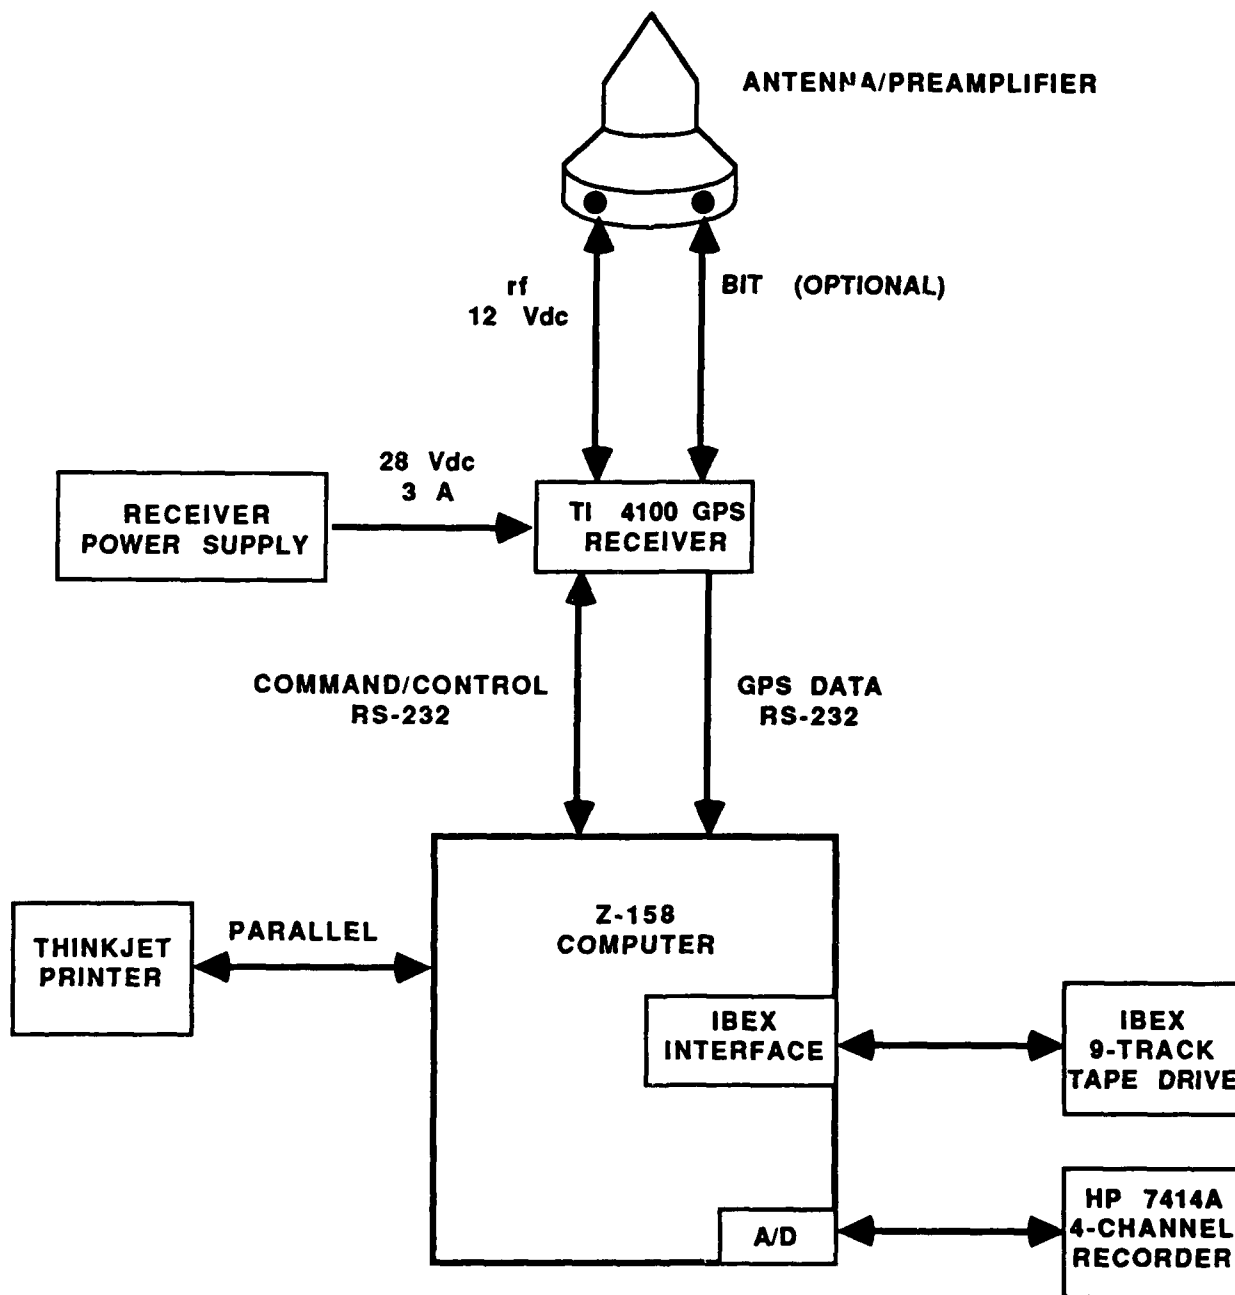 ANTENNA/PREAMPLIFIER
rf
12 Vdc
BIT (OPTIONAL)
28 Vdc
3 A
RECEIVER
POWER SUPPLY
TI 4100 GPS
RECEIVER
COMMAND/CONTROL
RS-232
GPS DATA
RS-232
Z-158
COMPUTER
PARALLEL
THINKJET
PRINTER
IBEX
INTERFACE
IBEX
9-TRACK
TAPE DRIVE
A/D
HP 7414A
4-CHANNEL
RECORDER